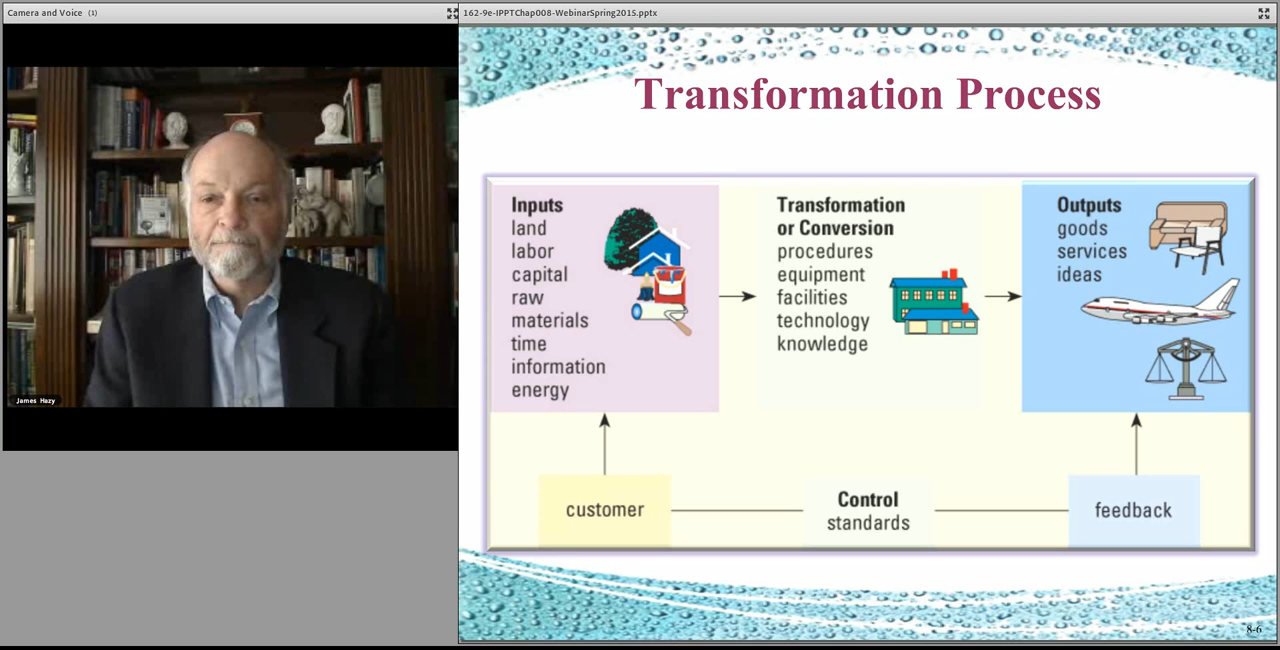 Camera and Voice (1)
162-9e-IPPTChap008-WebinarSpring2015.pptx
James Hazy
Transformation Process
Inputs
land
labor
capital
raw
materials
time
information
energy
Transformation
or Conversion
procedures
equipment
facilities
technology
knowledge
Outputs
goods
services
ideas
customer
Control
standards
feedback
8-6